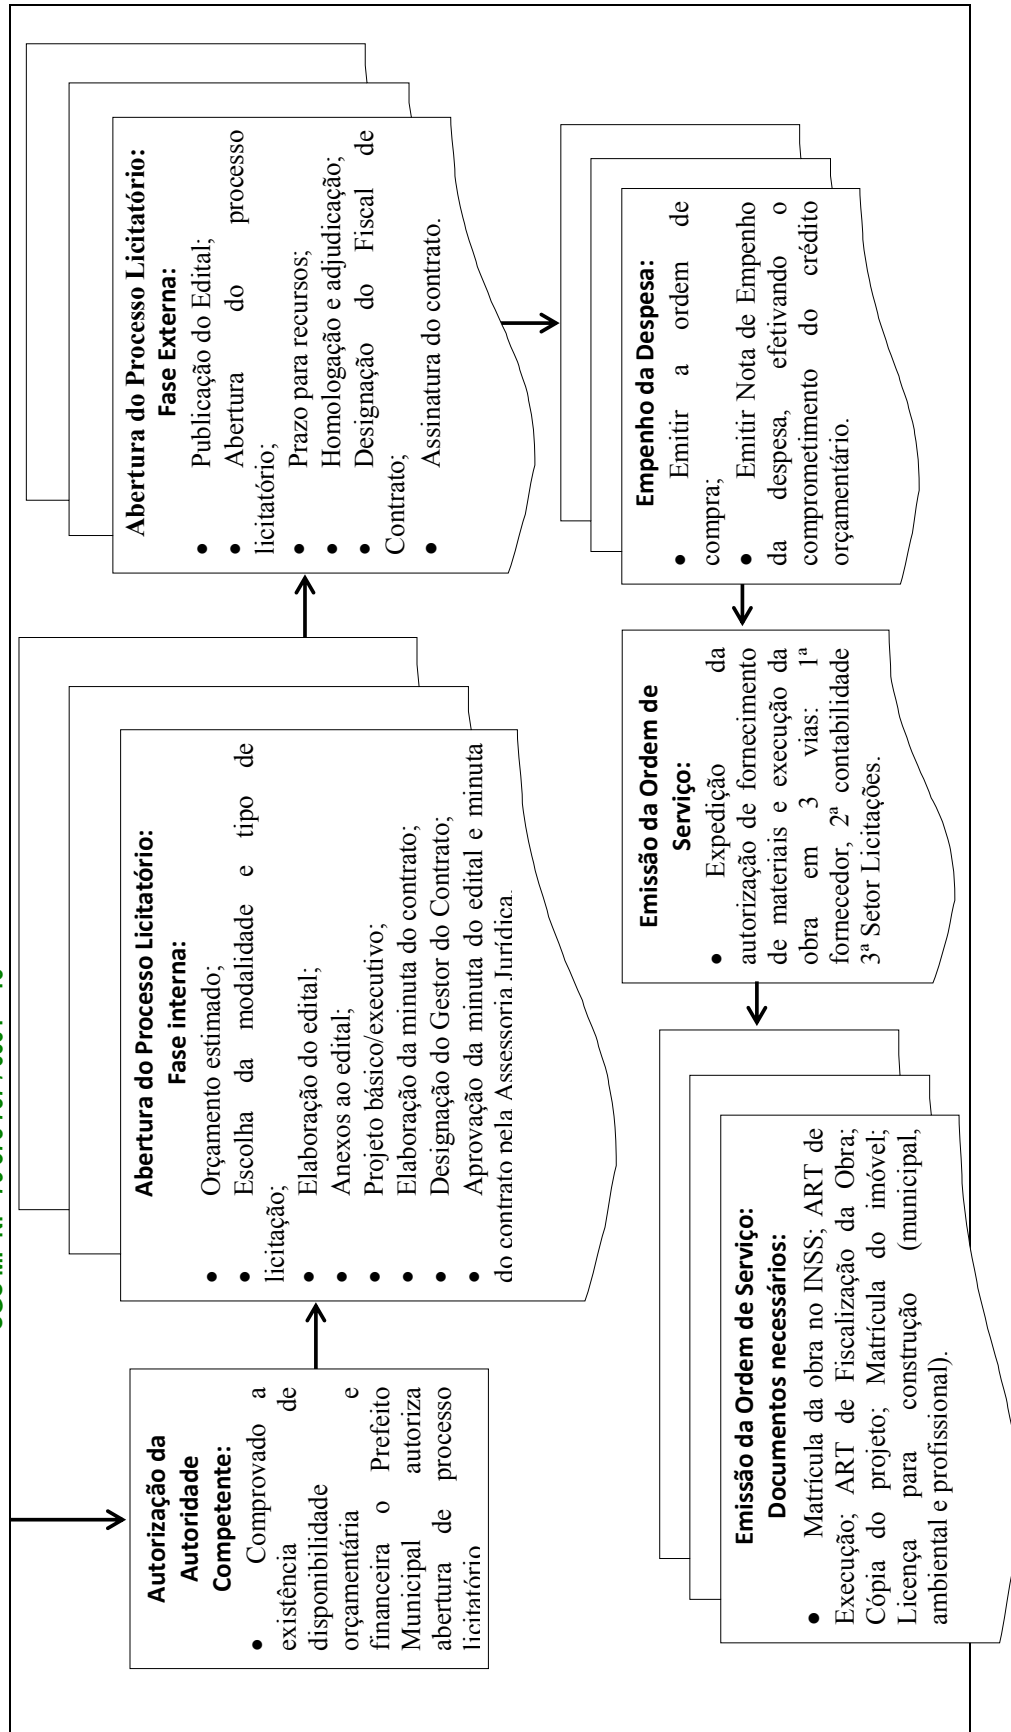 Autorização da
Autoridade
Competente:
• Comprovado a
existência de
disponibilidade
orçamentária e
financeira o Prefeito
Municipal autoriza
abertura de processo
licitatório
Abertura do Processo Licitatório:
Fase interna:
• Orçamento estimado;
• Escolha da modalidade e tipo de
licitação;
• Elaboração do edital;
• Anexos ao edital;
• Projeto básico/executivo;
• Elaboração da minuta do contrato;
• Designação do Gestor do Contrato;
• Aprovação da minuta do edital e minuta
do contrato pela Assessoria Jurídica.
Abertura do Processo Licitatório:
Fase Externa:
• Publicação do Edital;
• Abertura do processo
licitatório;
• Prazo para recursos;
• Homologação e adjudicação;
• Designação do Fiscal de
Contrato;
• Assinatura do contrato.
Empenho da Despesa:
• Emitir a ordem de
compra;
• Emitir Nota de Empenho
da despesa, efetivando o
comprometimento do crédito
orçamentário.
Emissão da Ordem de
Serviço:
• Expedição da
autorização de fornecimento
de materiais e execução da
obra em 3 vias: 1ª
fornecedor, 2ª contabilidade
3ª Setor Licitações.
Emissão da Ordem de Serviço:
Documentos necessários:
• Matrícula da obra no INSS; ART de
Execução; ART de Fiscalização da Obra;
Cópia do projeto; Matrícula do imóvel;
Licença para construção (municipal,
ambiental e profissional).